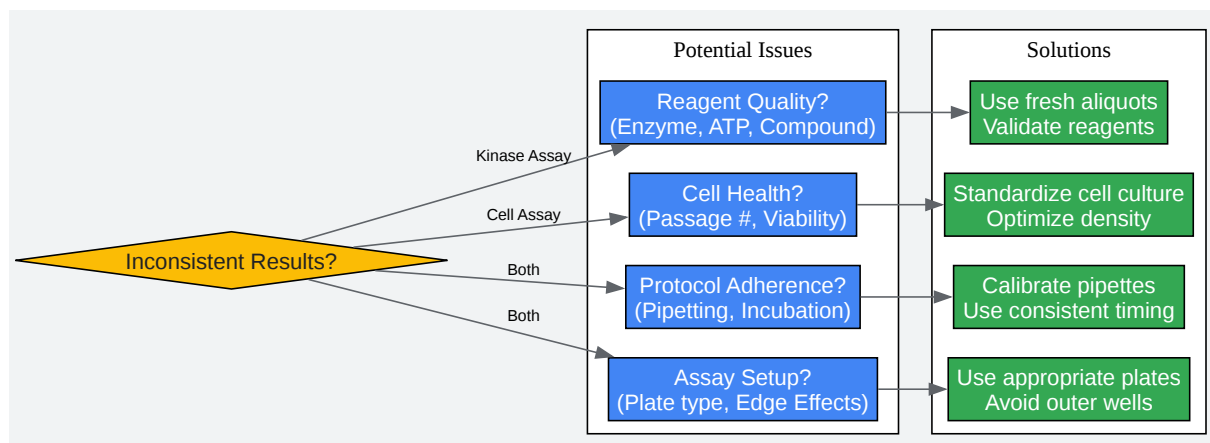 Potential Issues
Solutions
Reagent Quality?
(Enzyme, ATP, Compound)
Use fresh aliquots
Validate reagents
Kinase Assay
Cell Health?
(Passage #, Viability)
Standardize cell culture
Optimize density
Cell Assay
Inconsistent Results?
Both
Protocol Adherence?
(Pipetting, Incubation)
Calibrate pipettes
Use consistent timing
Both
Assay Setup?
(Plate type, Edge Effects)
Use appropriate plates
Avoid outer wells